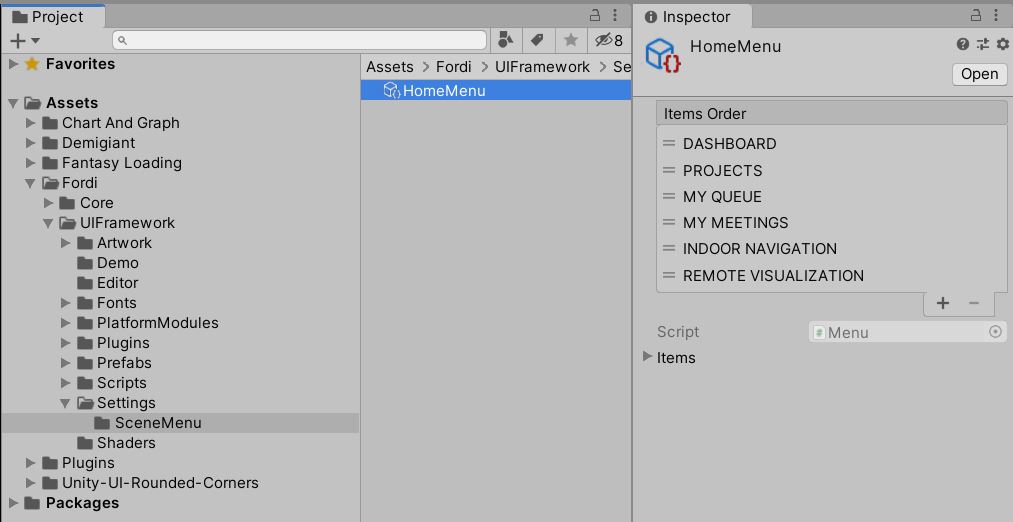 Project
8
Favorites
Assets
Chart And Graph
Demigiant
Fantasy Loading
Fordi
Core
UIFramework
Artwork
Demo
Editor
Fonts
PlatformModules
Plugins
Prefabs
Scripts
Settings
SceneMenu
Shaders
Plugins
Unity-UI-Rounded-Corners
Packages
Assets > Fordi > UIFramework > Se
HomeMenu
Inspector
HomeMenu
Open
Items Order
DASHBOARD
PROJECTS
MY QUEUE
MY MEETINGS
INDOOR NAVIGATION
REMOTE VISUALIZATION
Script Menu
Items